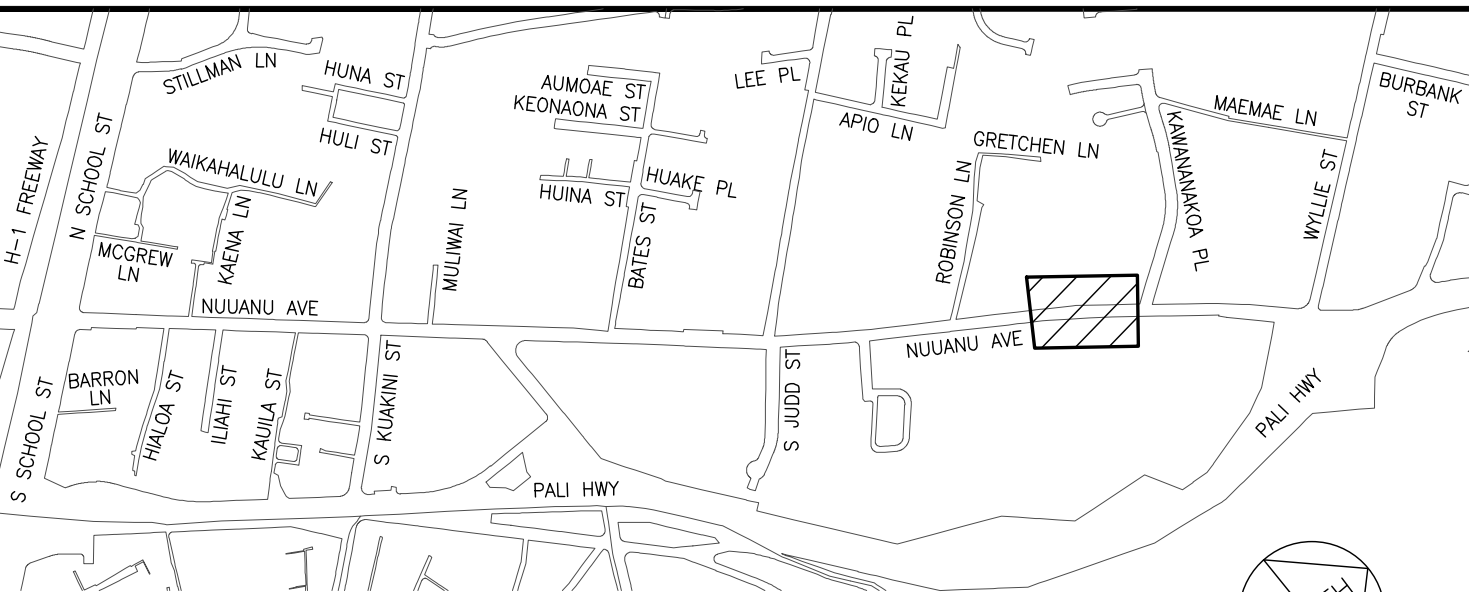 STILLMAN LN
HUNA ST
HULI ST
WAIKAHALULU LN
H-1 FREEWAY
N SCHOOL ST
MCGREW
LN
KAENA LN
NUUANU AVE
MULIWAI LN
AUMOAE ST
KEONAONA ST
HUINA ST
HUAKE PL
BATES ST
LEE PL
KEKAU PL
APIO LN
GRETCHEN LN
ROBINSON LN
KAWANANAKOA PL
MAEMAE LN
WYLLIE ST
BURBANK
ST
S SCHOOL ST
BARRON
LN
HIALOA ST
ILIAHI ST
KAUILA ST
S KUAKINI ST
S JUDD ST
NUUANU AVE
PALI HWY
PALI HWY